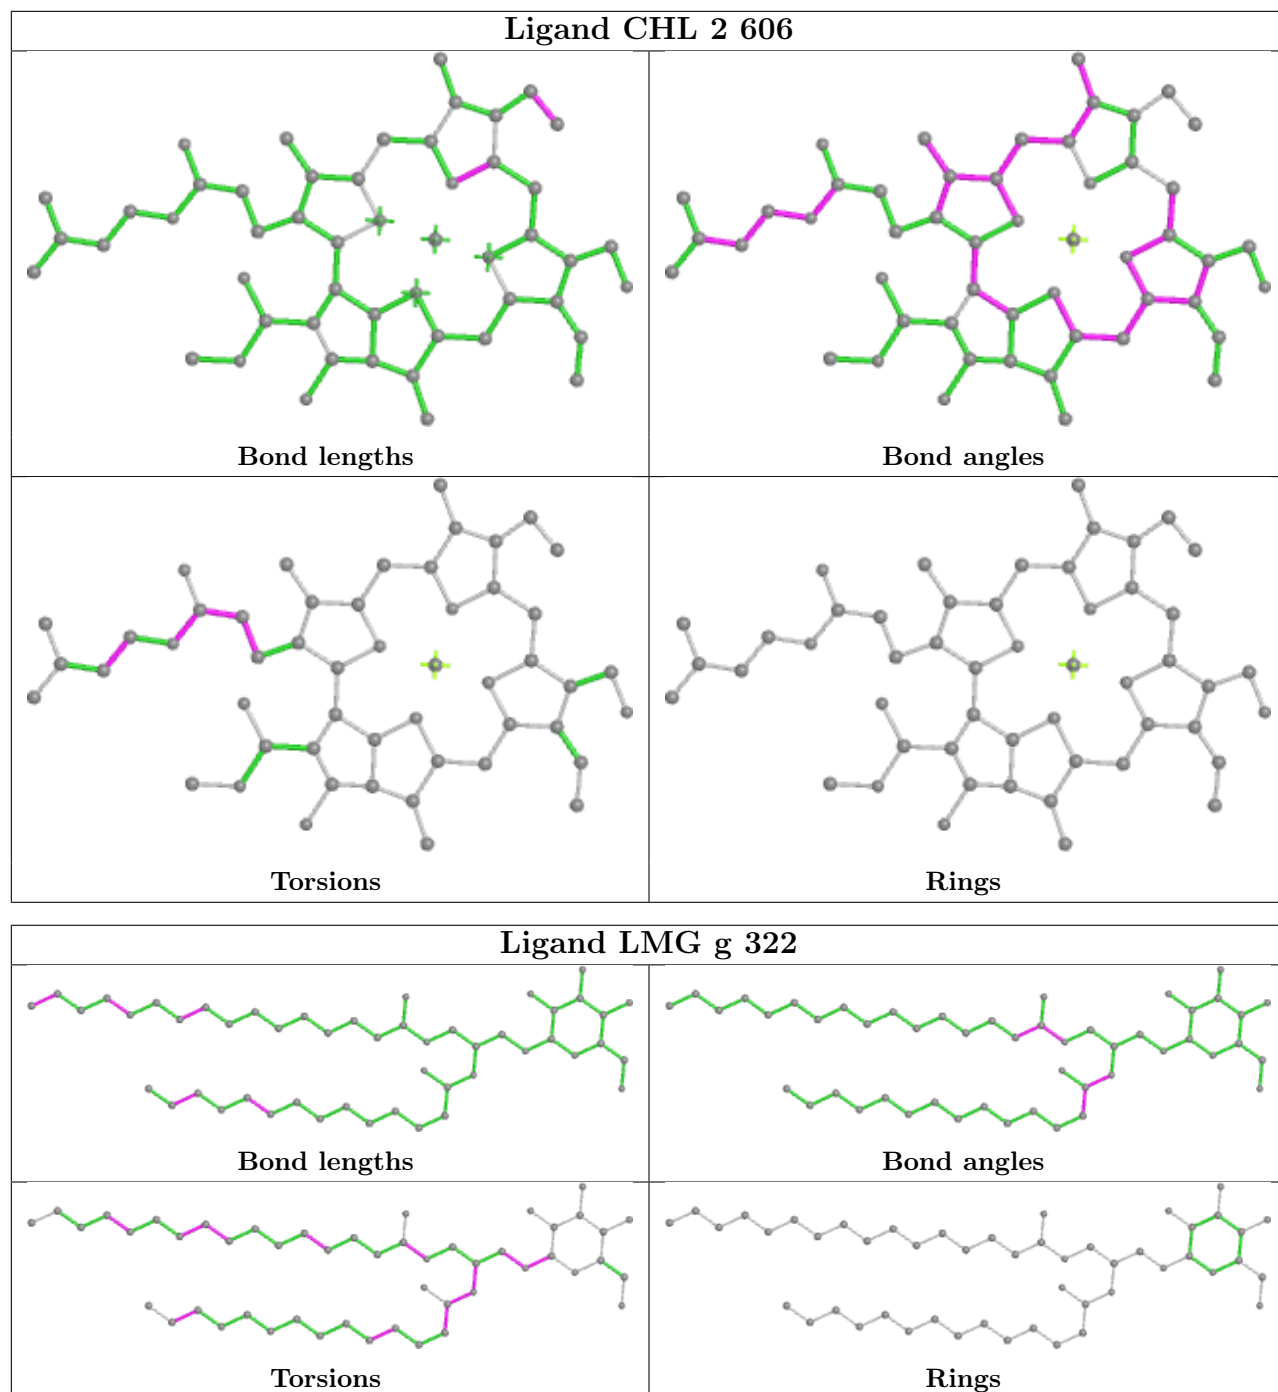 Ligand CHL 2 606
Bond lengths
Bond angles
Torsions
Rings
Ligand LMG g 322
Bond lengths
Bond angles
Torsions
Rings